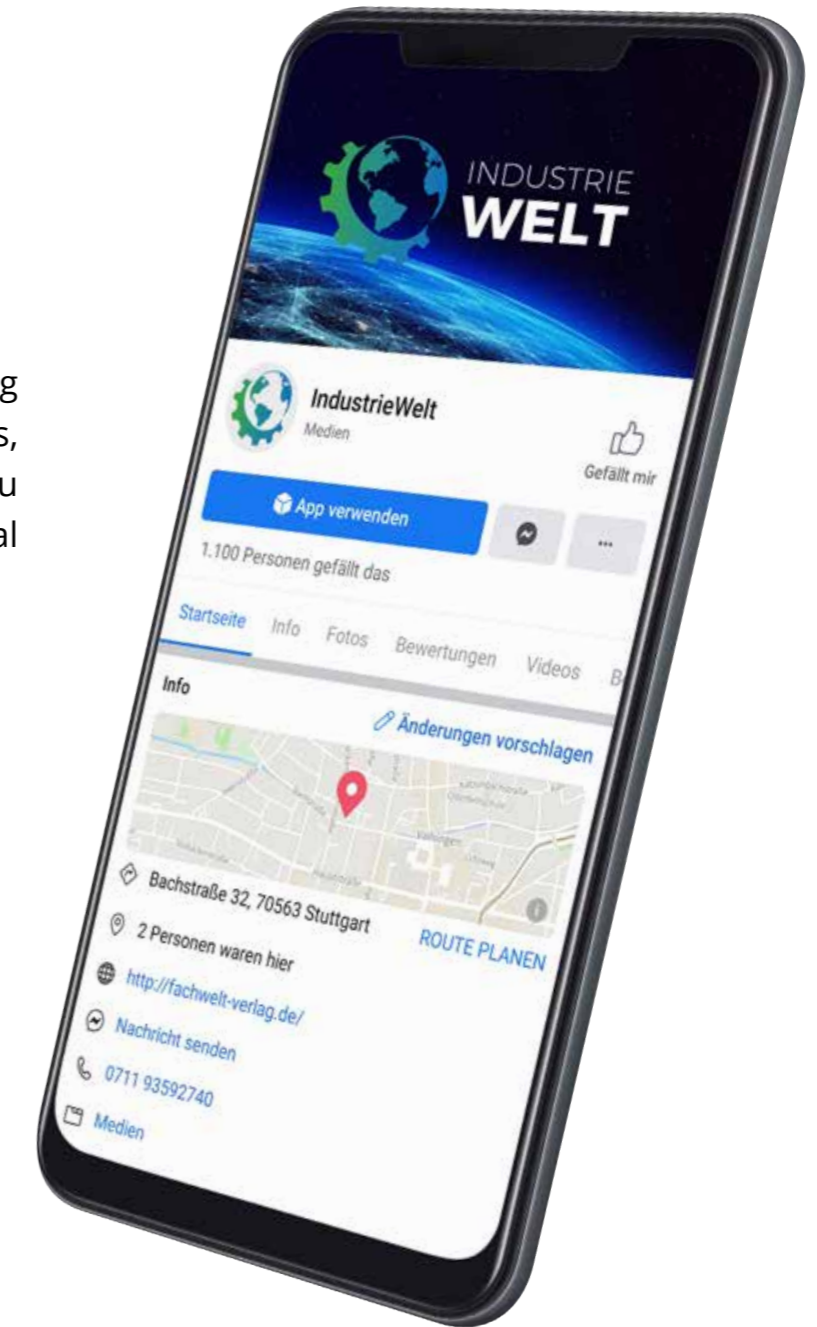 g
s,
u
al
INDUSTRIE
WELT
IndustrieWelt
Medien
Gefällt mir
App verwenden
1.100 Personen gefällt das
Startseite Info Fotos Bewertungen Videos
Info
Änderungen vorschlagen
Bachstraße 32, 70563 Stuttgart
ROUTE PLANEN
2 Personen waren hier
http://fachwelt-verlag.de/
Nachricht senden
0711 93592740
Medien